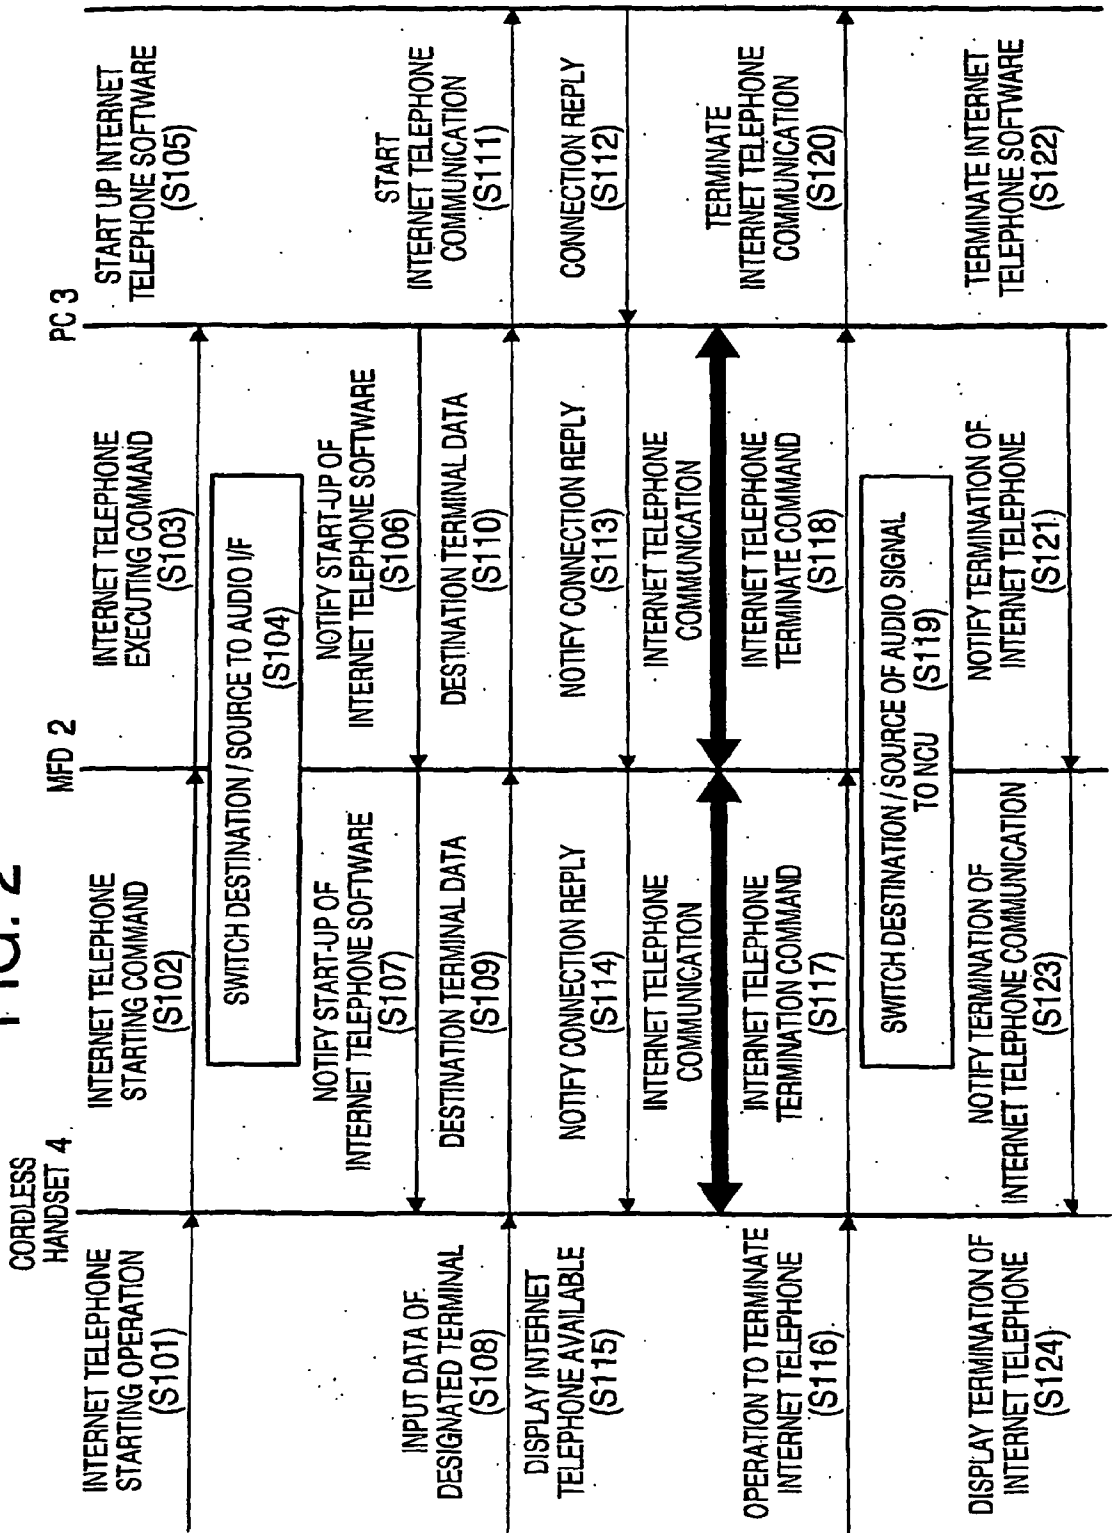 FIG. 2
CORDLESS
HANDSET 4
MFD 2
PC 3
INTERNET TELEPHONE
STARTING OPERATION
(S101)
INTERNET TELEPHONE
STARTING COMMAND
(S102)
INTERNET TELEPHONE
EXECUTING COMMAND
(S103)
START UP INTERNET
TELEPHONE SOFTWARE
(S105)
SWITCH DESTINATION / SOURCE TO AUDIO I/F
(S104)
NOTIFY START-UP OF
INTERNET TELEPHONE SOFTWARE
(S107)
NOTIFY START-UP OF
INTERNET TELEPHONE SOFTWARE
(S106)
INPUT DATA OF
DESIGNATED TERMINAL
(S108)
DESTINATION TERMINAL DATA
(S109)
DESTINATION TERMINAL DATA
(S110)
START
INTERNET TELEPHONE
COMMUNICATION
(S111)
DISPLAY INTERNET
TELEPHONE AVAILABLE
(S115)
NOTIFY CONNECTION REPLY
(S114)
NOTIFY CONNECTION REPLY
(S113)
CONNECTION REPLY
(S112)
INTERNET TELEPHONE
COMMUNICATION
INTERNET TELEPHONE
COMMUNICATION
OPERATION TO TERMINATE
INTERNET TELEPHONE
(S116)
INTERNET TELEPHONE
TERMINATION COMMAND
(S117)
INTERNET TELEPHONE
TERMINATE COMMAND
(S118)
TERMINATE
INTERNET TELEPHONE
COMMUNICATION
(S120)
SWITCH DESTINATION / SOURCE OF AUDIO SIGNAL
TO NCU (S119)
DISPLAY TERMINATION OF
INTERNET TELEPHONE
(S124)
NOTIFY TERMINATION OF
INTERNET TELEPHONE COMMUNICATION
(S123)
NOTIFY TERMINATION OF
INTERNET TELEPHONE
(S121)
TERMINATE INTERNET
TELEPHONE SOFTWARE
(S122)